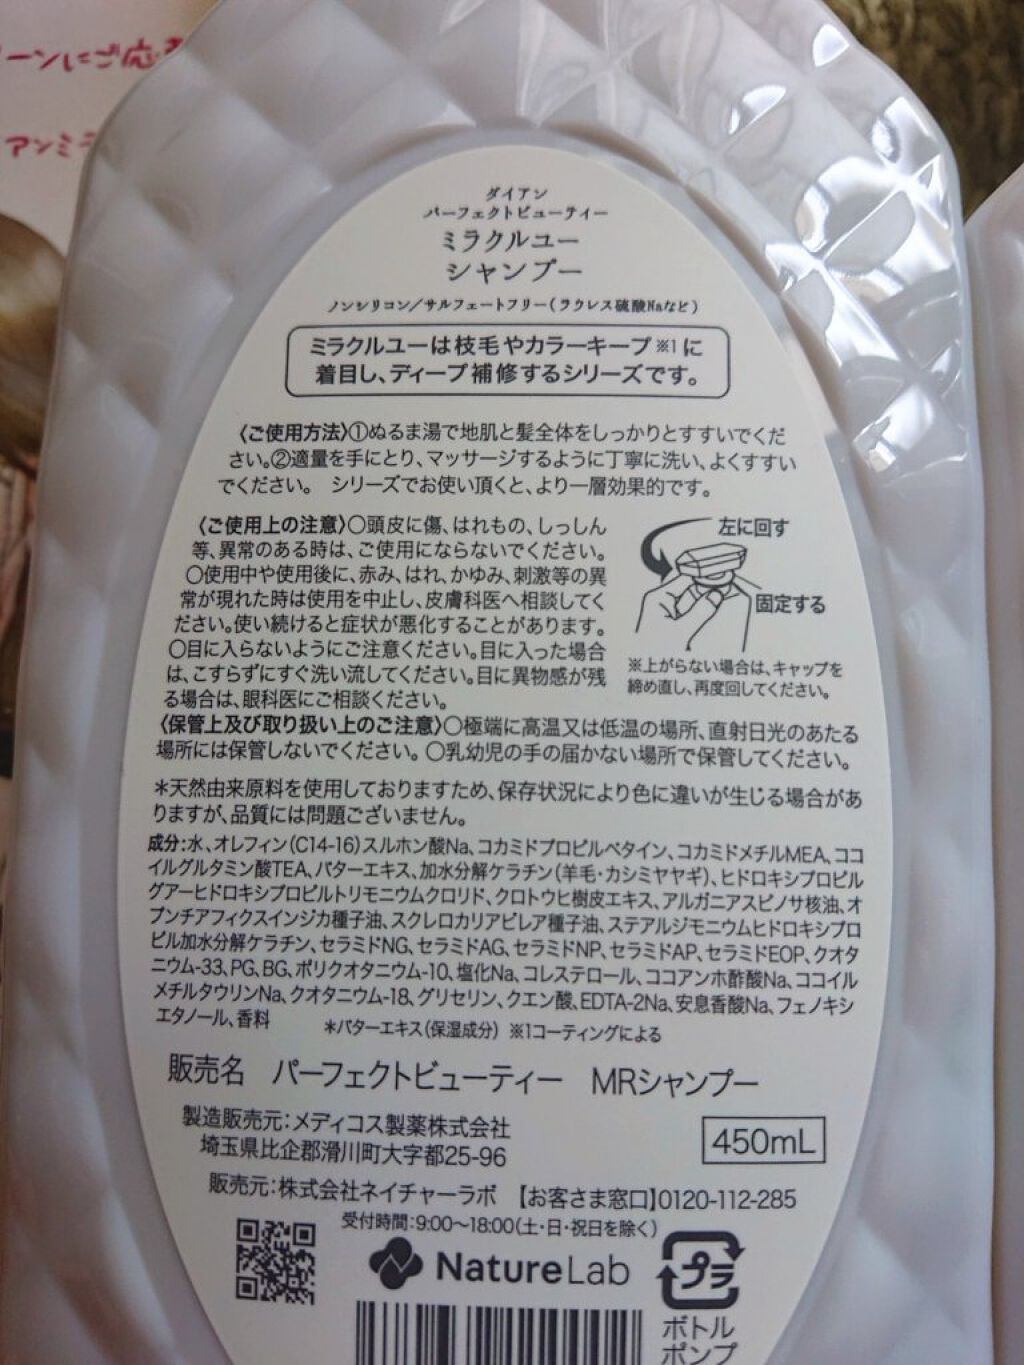 ーンにご応
アンミラ
ダイアン
パーフェクトビューティー
ミラクルユー
シャンプー
ノンシリコン/サルフェートフリー(ラウレス硫酸Naなど)
ミラクルユーは枝毛やカラーキープ※1に
着目し、ディープ補修するシリーズです。
〈ご使用方法〉①ぬるま湯で地肌と髪全体をしっかりとすすいでくだ
さい。②適量を手にとり、マッサージするように丁寧に洗い、よくすすい
でください。 シリーズでお使い頂くと、より一層効果的です。
〈ご使用上の注意〉○頭皮に傷、はれもの、しっしん
等、異常のある時は、ご使用にならないでください。
○使用中や使用後に、赤み、はれ、かゆみ、刺激等の異
常が現れた時は使用を中止し、皮膚科医へ相談してく
ださい。使い続けると症状が悪化することがあります。
○目に入らないようにご注意ください。目に入った場合
は、こすらずにすぐ洗い流してください。目に異物感が残
る場合は、眼科医にご相談ください。
左に回す
固定する
※上がらない場合は、キャップを
締め直し、再度回してください。
〈保管上及び取り扱い上のご注意〉○極端に高温又は低温の場所、直射日光のあたる
場所には保管しないでください。○乳幼児の手の届かない場所で保管してください。
*天然由来原料を使用しておりますため、保存状況により色に違いが生じる場合があ
りますが、品質には問題ございません。
成分:水、オレフィン(C14-16)スルホン酸Na、コカミドプロピルベタイン、コカミドメチルMEA、ココ
イルグルタミン酸TEA、バターエキス、加水分解ケラチン(羊毛・カシミヤヤギ)、ヒドロキシプロピル
グアーヒドロキシプロピルトリモニウムクロリド、クロトウヒ樹皮エキス、アルガニアスピノサ核油、オ
プンチアフィクスインジカ種子油、スクレロカリアビレア種子油、ステアルジモニウムヒドロキシプロ
ピル加水分解ケラチン、セラミドNG、セラミドAG、セラミドNP、セラミドAP、セラミドEOP、クオタ
ニウム-33、PG、BG、ポリクオタニウム-10、塩化Na、コレステロール、ココアンホ酢酸Na、ココイル
メチルタウリンNa、クオタニウム-18、グリセリン、クエン酸、EDTA-2Na、安息香酸Na、フェノキシ
エタノール、香料 *バターエキス(保湿成分) ※1コーティングによる
販売名 パーフェクトビューティー MRシャンプー
製造販売元:メディコス製薬株式会社
埼玉県比企郡滑川町大字都25-96
450mL
販売元:株式会社ネイチャーラボ 【お客さま窓口】0120-112-285
受付時間:9:00〜18:00(土・日・祝日を除く)
NatureLab
プラ
ボトル
ポンプ